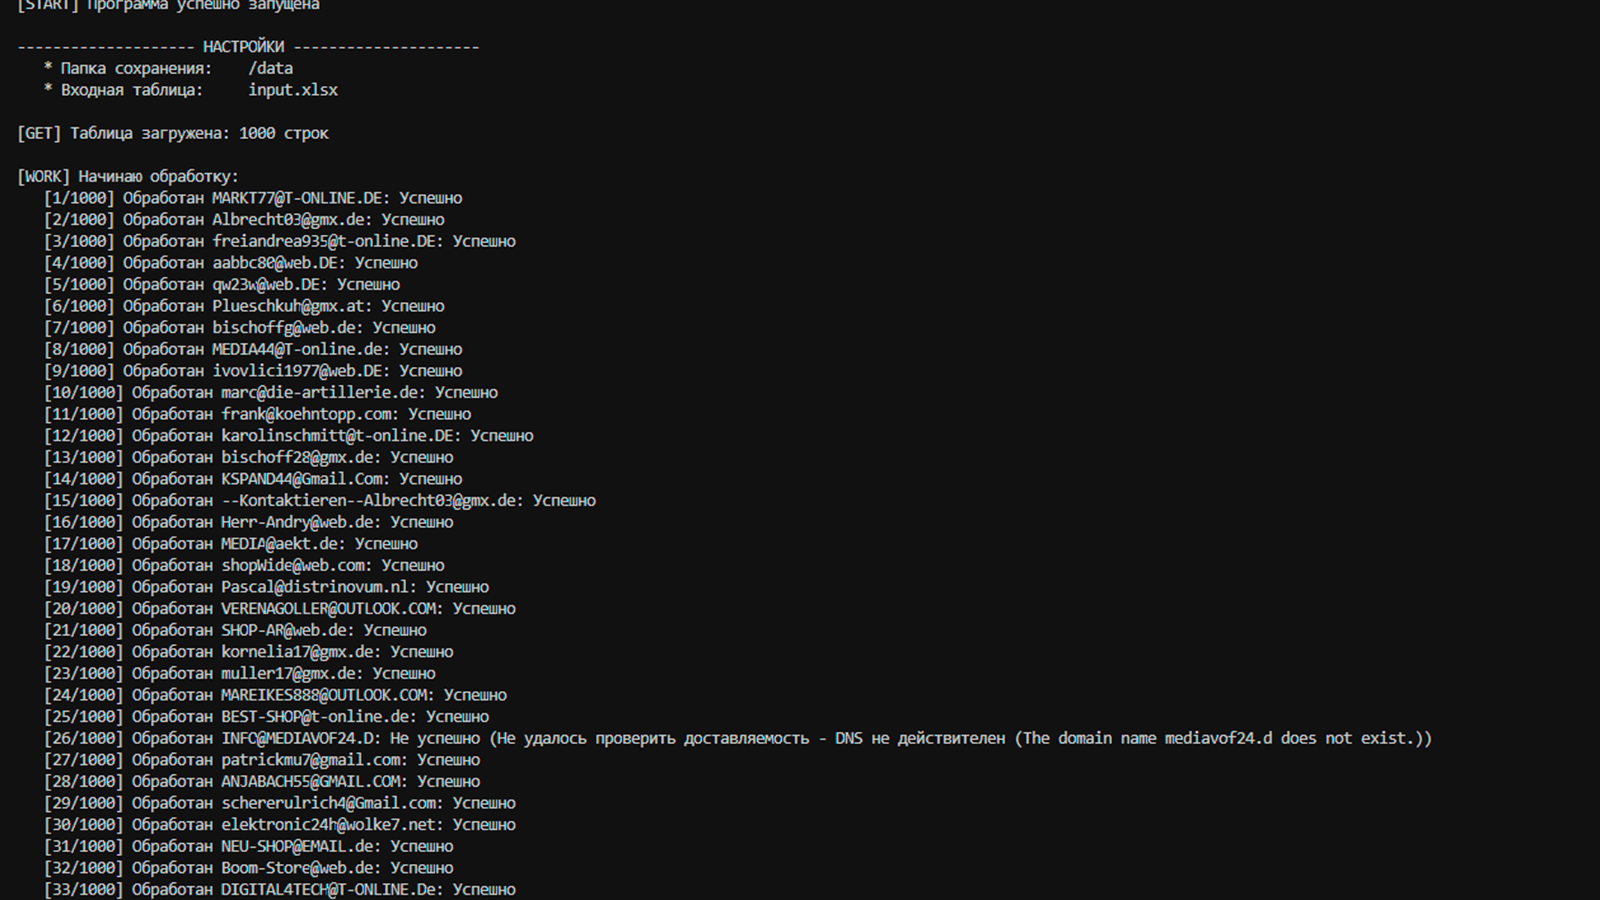 [START] Программа успешно запущена
-------------------- НАСТРОЙКИ ---------------------
* Папка сохранения: /data
* Входная таблица: input.xlsx
[GET] Таблица загружена: 1000 строк
[WORK] Начинаю обработку:
[1/1000] Обработан MARKT77@T-ONLINE.DE: Успешно
[2/1000] Обработан Albrecht03@gmx.de: Успешно
[3/1000] Обработан freiandrea935@t-online.DE: Успешно
[4/1000] Обработан aabbc80@web.DE: Успешно
[5/1000] Обработан qw23w@web.DE: Успешно
[6/1000] Обработан Plueschkuh@gmx.at: Успешно
[7/1000] Обработан bischoffg@web.de: Успешно
[8/1000] Обработан MEDIA44@T-online.de: Успешно
[9/1000] Обработан ivovlici1977@web.DE: Успешно
[10/1000] Обработан marc@die-artillerie.de: Успешно
[11/1000] Обработан frank@koehntopp.com: Успешно
[12/1000] Обработан karolinschmitt@t-online.DE: Успешно
[13/1000] Обработан bischoff28@gmx.de: Успешно
[14/1000] Обработан KSPAND44@Gmail.Com: Успешно
[15/1000] Обработан --Kontaktieren--Albrecht03@gmx.de: Успешно
[16/1000] Обработан Herr-Andry@web.de: Успешно
[17/1000] Обработан MEDIA@aekt.de: Успешно
[18/1000] Обработан shopWide@web.com: Успешно
[19/1000] Обработан Pascal@distrinovum.nl: Успешно
[20/1000] Обработан VERENAGOLLER@OUTLOOK.COM: Успешно
[21/1000] Обработан SHOP-AR@web.de: Успешно
[22/1000] Обработан kornelia17@gmx.de: Успешно
[23/1000] Обработан muller17@gmx.de: Успешно
[24/1000] Обработан MAREIKES888@OUTLOOK.COM: Успешно
[25/1000] Обработан BEST-SHOP@t-online.de: Успешно
[26/1000] Обработан INFO@MEDIAVOF24.D: Не успешно (Не удалось проверить доставляемость - DNS не действителен (The domain name mediavof24.d does not exist.))
[27/1000] Обработан patrickmu7@gmail.com: Успешно
[28/1000] Обработан ANJABACH55@GMAIL.COM: Успешно
[29/1000] Обработан schererulrich4@Gmail.com: Успешно
[30/1000] Обработан elektronic24h@wolke7.net: Успешно
[31/1000] Обработан NEU-SHOP@EMAIL.de: Успешно
[32/1000] Обработан Boom-Store@web.de: Успешно
[33/1000] Обработан DIGITAL4TECH@T-ONLINE.De: Успешно